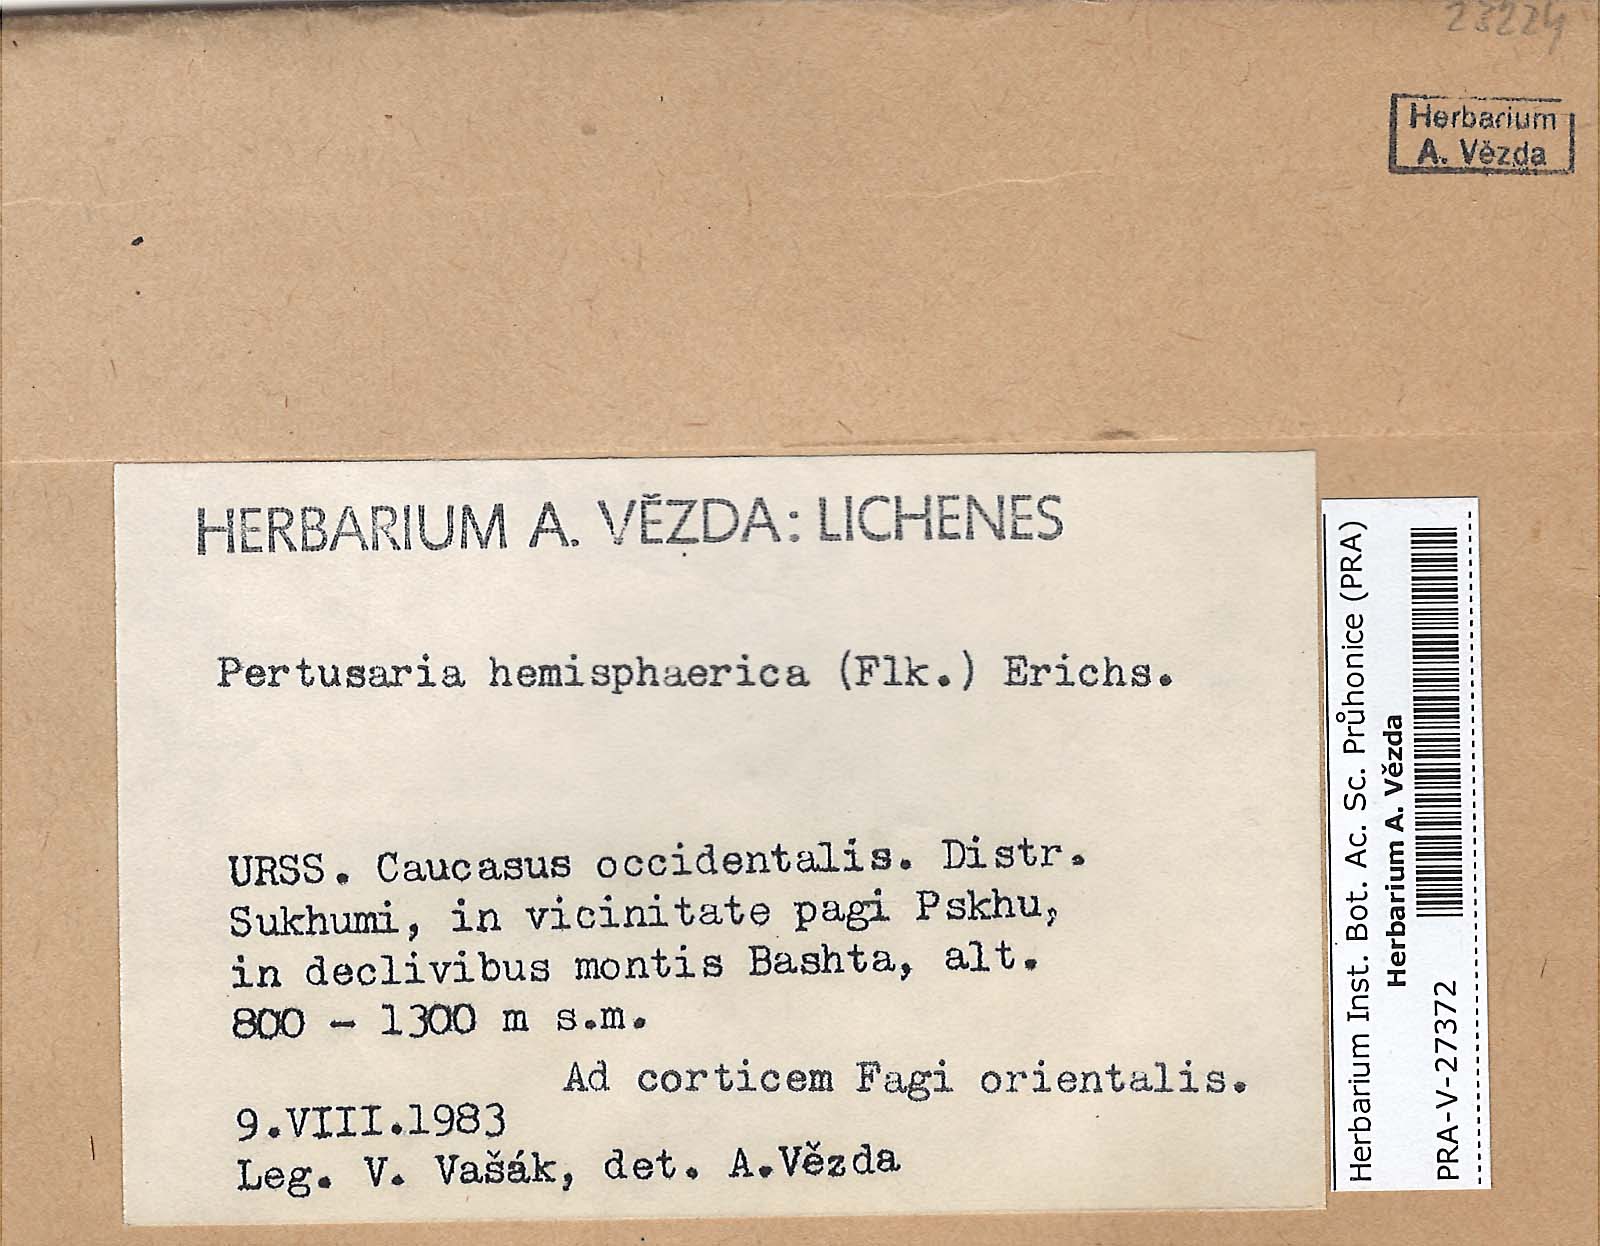 23224
Herbarium
A. Vězda
HERBARIUM A. VĚZDA: LICHENES
Pertusaria hemisphaerica (Flk.) Erichs.
URSS. Caucasus occidentalis. Distr.
Sukhumi, in vicinitate pagi Pskhu,
in declivibus montis Bashta, alt.
800 - 1300 m s.m.
Ad corticem Fagi orientalis.
9.VIII.1983
Leg. V. Vašák, det. A.Vězda
Herbarium Inst. Bot. Ac. Sc. Průhonice (PRA)
Herbarium A. Vězda
PRA-V-27372